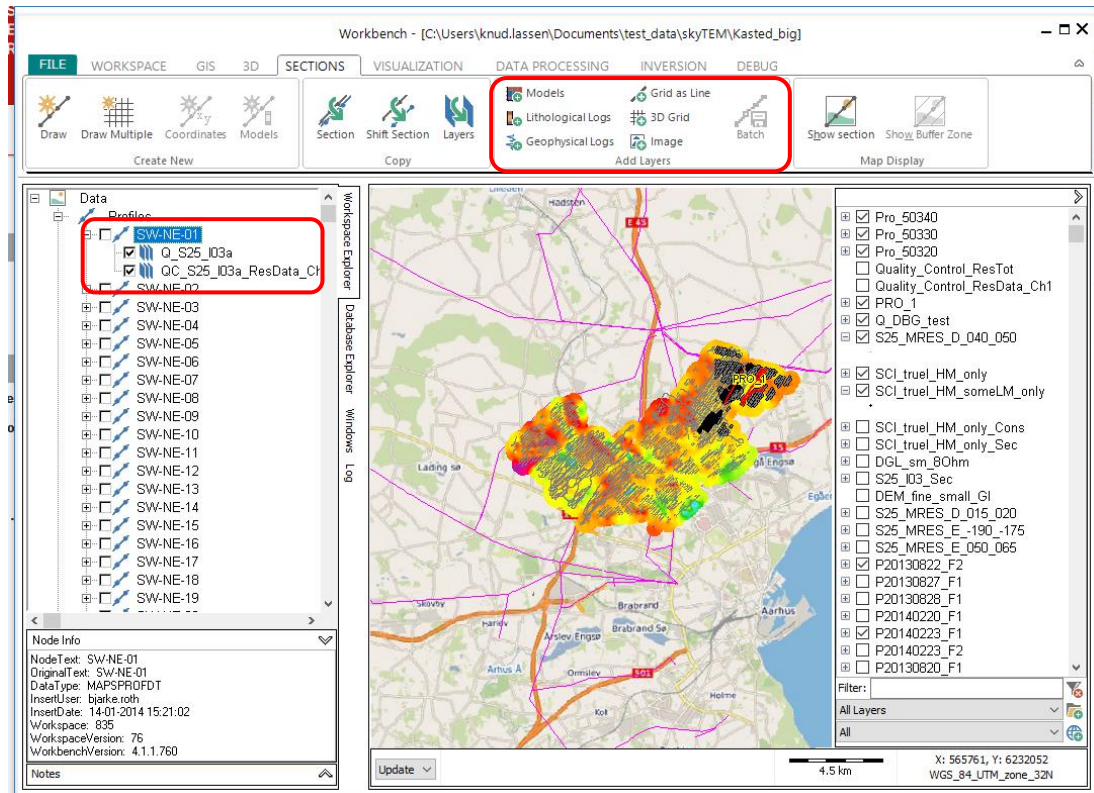 Workbench - [C:\Users\knud.lassen\Documents\test_data\skyTEM\Kasted_big]
FILE WORKSPACE GIS 3D SECTIONS VISUALIZATION DATA PROCESSING INVERSION DEBUG
Draw
Draw Multiple
Coordinates
Models
Create New
Section
Shift Section
Layers
Copy
Models
Lithological Logs
Geophysical Logs
Grid as Line
3D Grid
Image
Batch
Add Layers
Show section
Show Buffer Zone
Map Display
Data
Profiles
SW-NE-01
Q_S25_I03a
QC_S25_I03a_ResData_Ch
SW-NE-02
SW-NE-03
SW-NE-04
SW-NE-05
SW-NE-06
SW-NE-07
SW-NE-08
SW-NE-09
SW-NE-10
SW-NE-11
SW-NE-12
SW-NE-13
SW-NE-14
SW-NE-15
SW-NE-16
SW-NE-17
SW-NE-18
SW-NE-19
Node Info
NodeText: SW-NE-01
OriginalText: SW-NE-01
DataType: MAPSPROFDT
InsertUser: bjarke.roth
InsertDate: 14-01-2014 15:21:02
Workspace: 835
WorkspaceVersion: 76
WorkbenchVersion: 4.1.1.760
Notes
Workspace Explorer
Database Explorer
Windows
Log
Hadsten
E 45
PRO_1
15
Lading sø
Skovby
Brabrand
Aarhus
Brabrand Sø
Årslev Engsø
Aarhus Å
Ormslev
501
Holme
Kolt
Update
4.5 km
X: 565761, Y: 6232052
WGS_84_UTM_zone_32N
Pro_50340
Pro_50330
Pro_50320
Quality_Control_ResTot
Quality_Control_ResData_Ch1
PRO_1
Q_DBG_test
S25_MRES_D_040_050
SCI_truel_HM_only
SCI_truel_HM_someLM_only
SCI_truel_HM_only_Cons
SCI_truel_HM_only_Sec
DGL_sm_8Ohm
S25_I03_Sec
DEM_fine_small_GI
S25_MRES_D_015_020
S25_MRES_E_-190_-175
S25_MRES_E_050_065
P20130822_F2
P20130827_F1
P20130828_F1
P20140220_F1
P20140223_F1
P20140223_F2
P20130820_F1
Filter:
All Layers
All